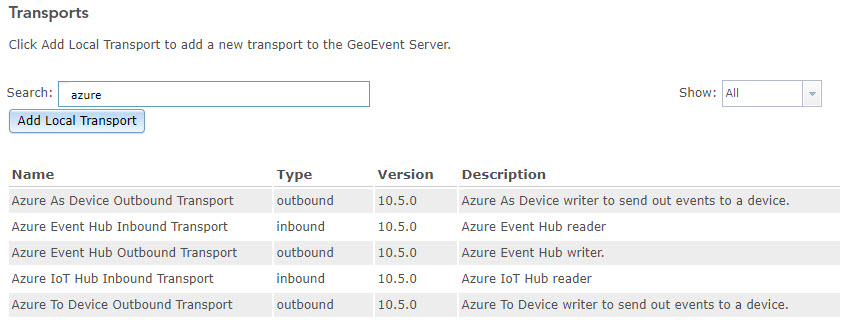 Transports
Click Add Local Transport to add a new transport to the GeoEvent Server.
Search: azure Show: All
Add Local Transport
Name Type Version Description
Azure As Device Outbound Transport outbound 10.5.0 Azure As Device writer to send out events to a device.
Azure Event Hub Inbound Transport inbound 10.5.0 Azure Event Hub reader
Azure Event Hub Outbound Transport outbound 10.5.0 Azure Event Hub writer.
Azure IoT Hub Inbound Transport inbound 10.5.0 Azure IoT Hub reader
Azure To Device Outbound Transport outbound 10.5.0 Azure To Device writer to send out events to a device.